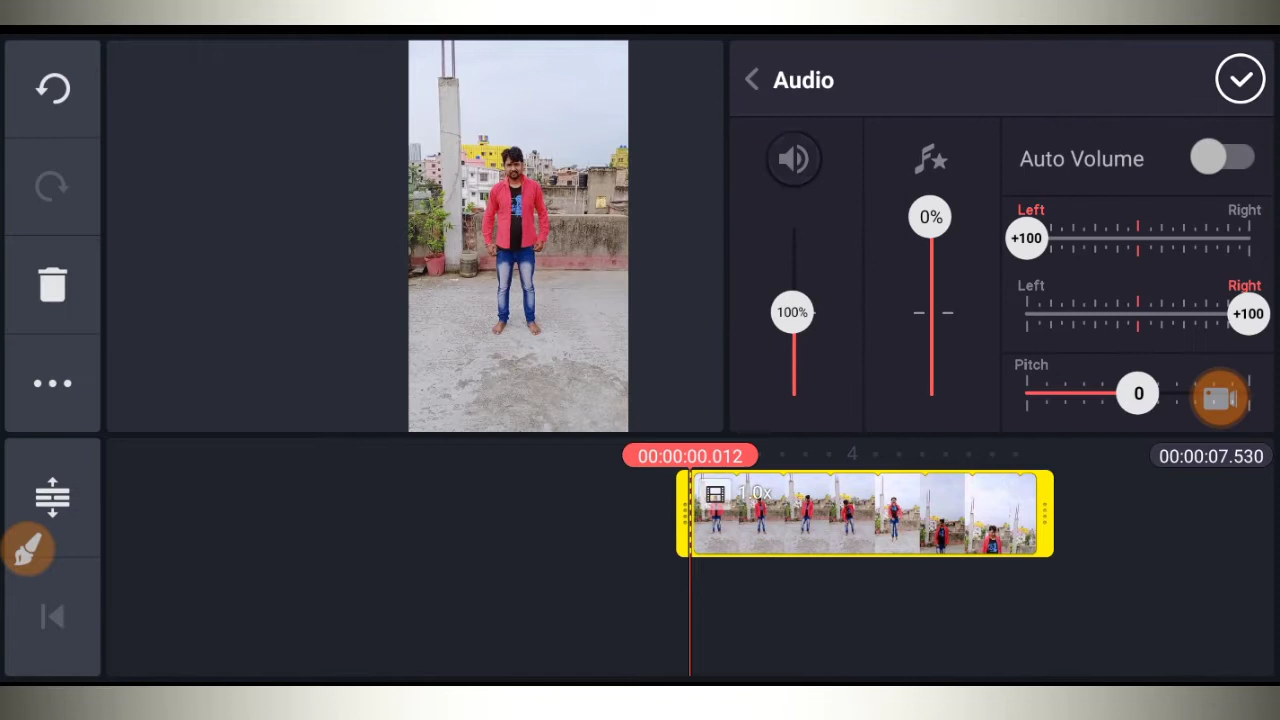 Audio
Auto Volume
0%
100%
Left
Right
+100
Left
Right
+100
Pitch
0
00:00:00.012
4
00:00:07.530
1.0x